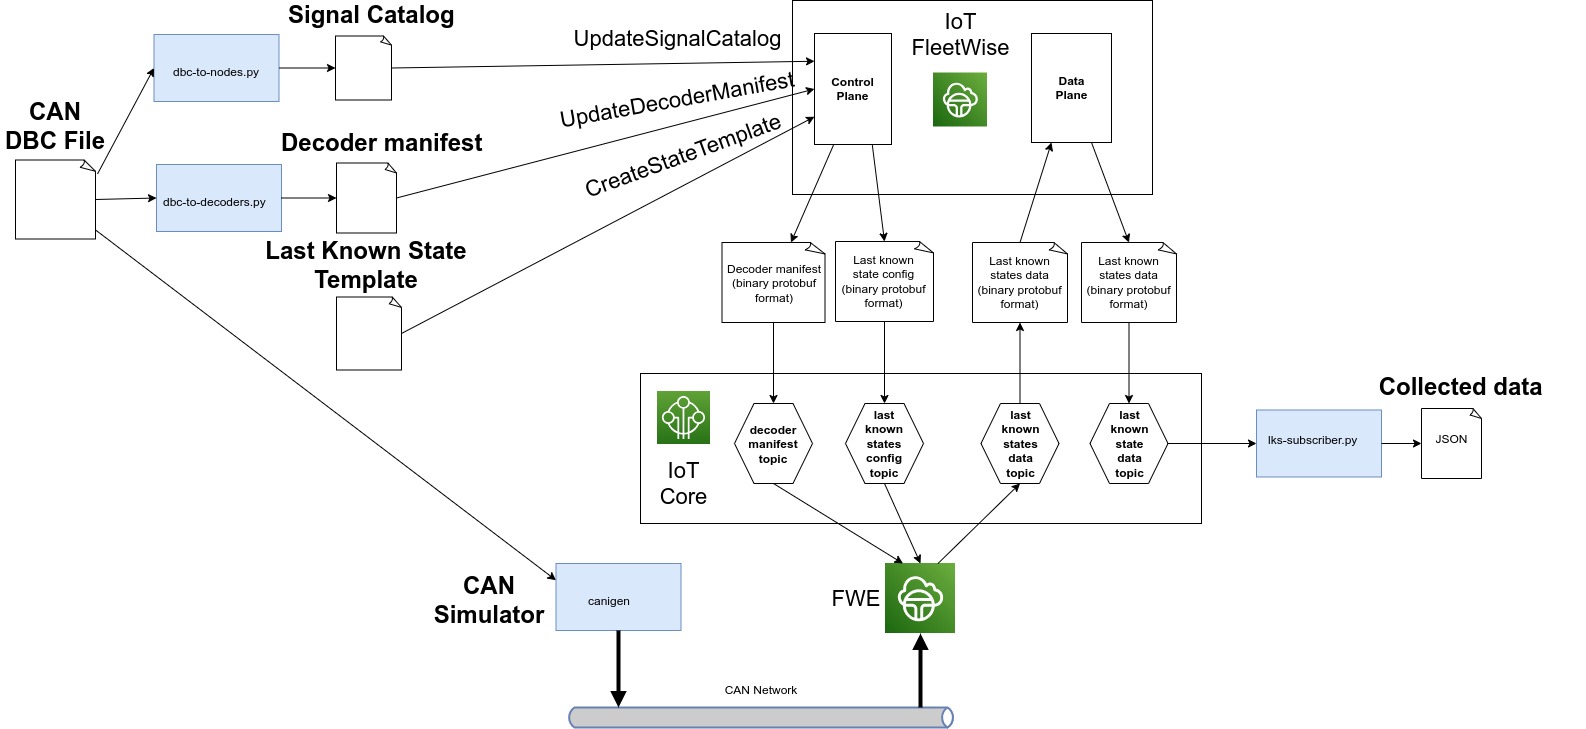 Signal Catalog
dbc-to-nodes.py
UpdateSignalCatalog
IoT
FleetWise
Control
Plane
Data
Plane
CAN
DBC File
UpdateDecoderManifest
Decoder manifest
dbc-to-decoders.py
CreateStateTemplate
Last Known State
Template
Decoder manifest
(binary protobuf
format)
Last known
state config
(binary protobuf
format)
Last known
states data
(binary protobuf
format)
Last known
states data
(binary protobuf
format)
IoT
Core
decoder
manifest
topic
last
known
states
config
topic
last
known
states
data
topic
last
known
state
data
topic
lks-subscriber.py
Collected data
JSON
CAN
Simulator
canigen
FWE
CAN Network